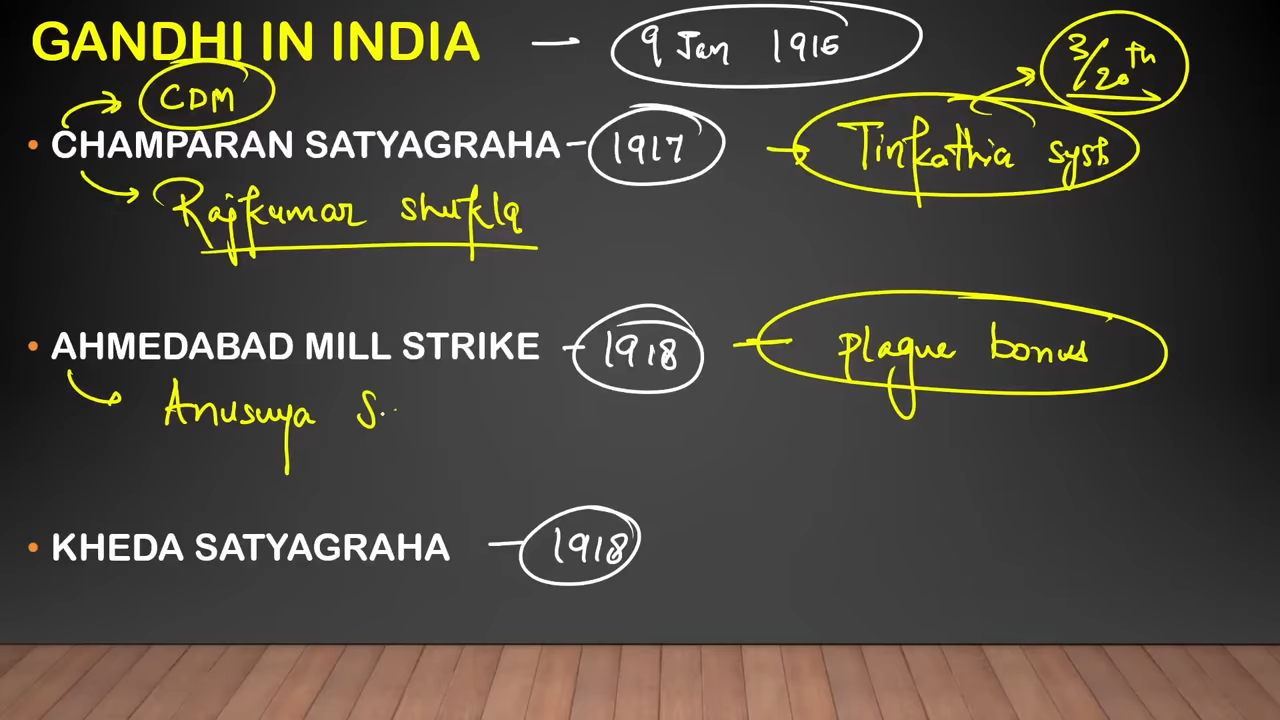 GANDHI IN INDIA – 9 Jan 1915
3/20th
CDM
• CHAMPARAN SATYAGRAHA – 1917 – Tinkathia syst
Rajkumar shukla
• AHMEDABAD MILL STRIKE – 1918 – plague bonus
Anusuya S
• KHEDA SATYAGRAHA – 1918